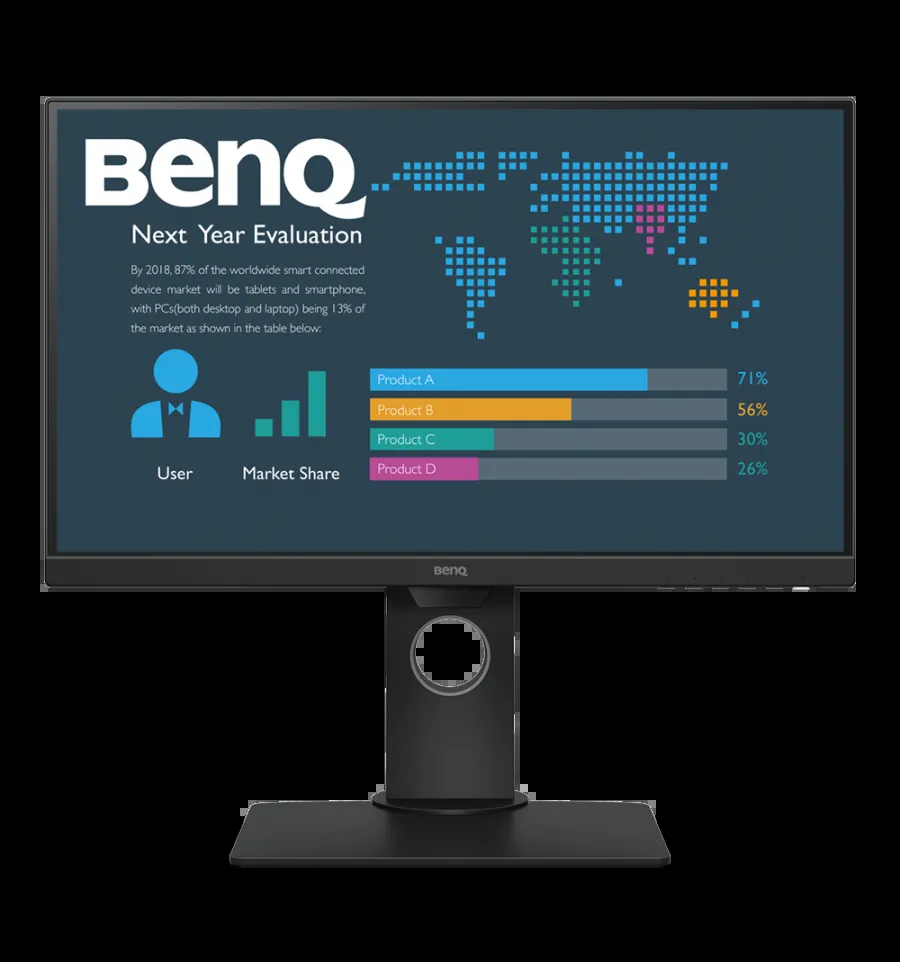 BenQ
Next Year Evaluation
By 2018, 87% of the worldwide smart connected
device market will be tablets and smartphone,
with PCs(both desktop and laptop) being 13% of
the market as shown in the table below:
User
Market Share
Product A 71%
Product B 56%
Product C 30%
Product D 26%
BenQ